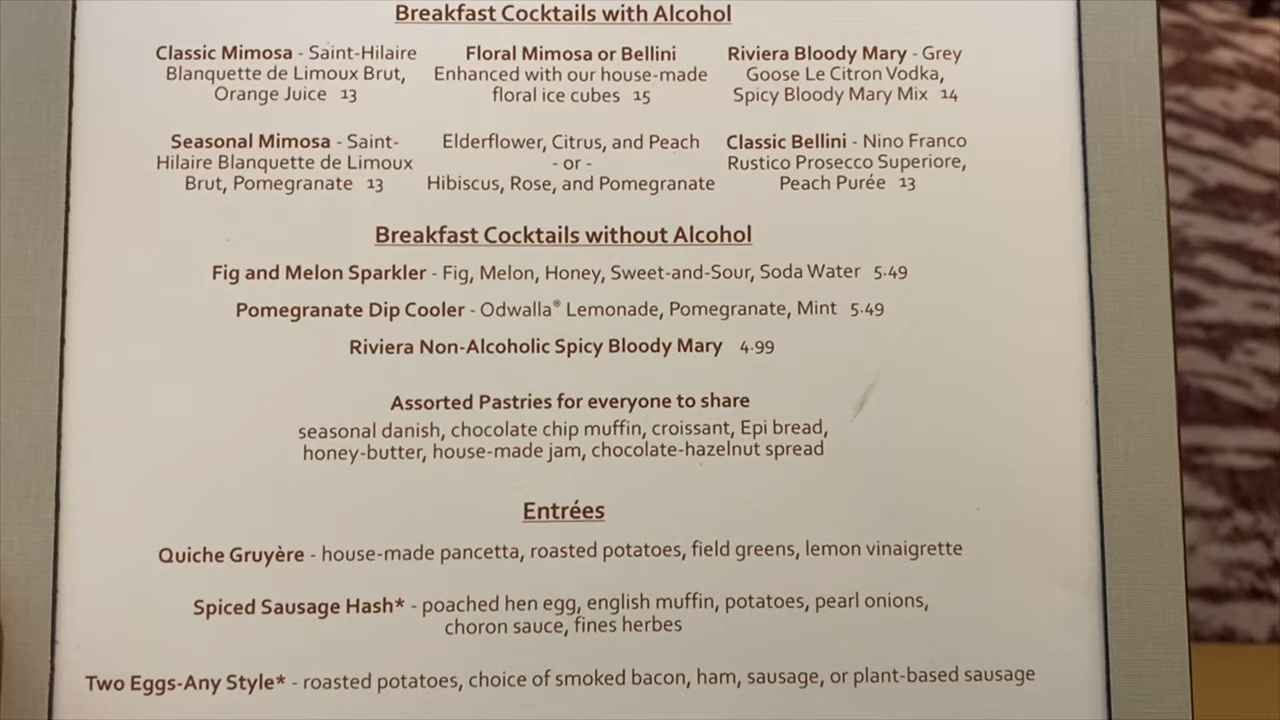 Breakfast Cocktails with Alcohol
Classic Mimosa - Saint-Hilaire
Blanquette de Limoux Brut,
Orange Juice 13
Floral Mimosa or Bellini
Enhanced with our house-made
floral ice cubes 15
Riviera Bloody Mary - Grey
Goose Le Citron Vodka,
Spicy Bloody Mary Mix 14
Seasonal Mimosa - Saint-
Hilaire Blanquette de Limoux
Brut, Pomegranate 13
Elderflower, Citrus, and Peach
- or -
Hibiscus, Rose, and Pomegranate
Classic Bellini - Nino Franco
Rustico Prosecco Superiore,
Peach Purée 13
Breakfast Cocktails without Alcohol
Fig and Melon Sparkler - Fig, Melon, Honey, Sweet-and-Sour, Soda Water 5.49
Pomegranate Dip Cooler - Odwalla® Lemonade, Pomegranate, Mint 5.49
Riviera Non-Alcoholic Spicy Bloody Mary 4.99
Assorted Pastries for everyone to share
seasonal danish, chocolate chip muffin, croissant, Epi bread,
honey-butter, house-made jam, chocolate-hazelnut spread
Entrées
Quiche Gruyère - house-made pancetta, roasted potatoes, field greens, lemon vinaigrette
Spiced Sausage Hash* - poached hen egg, english muffin, potatoes, pearl onions,
choron sauce, fines herbes
Two Eggs-Any Style* - roasted potatoes, choice of smoked bacon, ham, sausage, or plant-based sausage